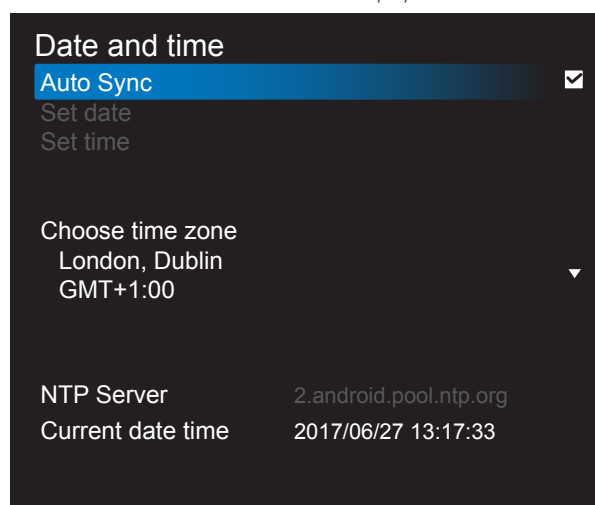 Date and time
Auto Sync
Set date
Set time
Choose time zone
London, Dublin
GMT+1:00
NTP Server 2.android.pool.ntp.org
Current date time 2017/06/27 13:17:33